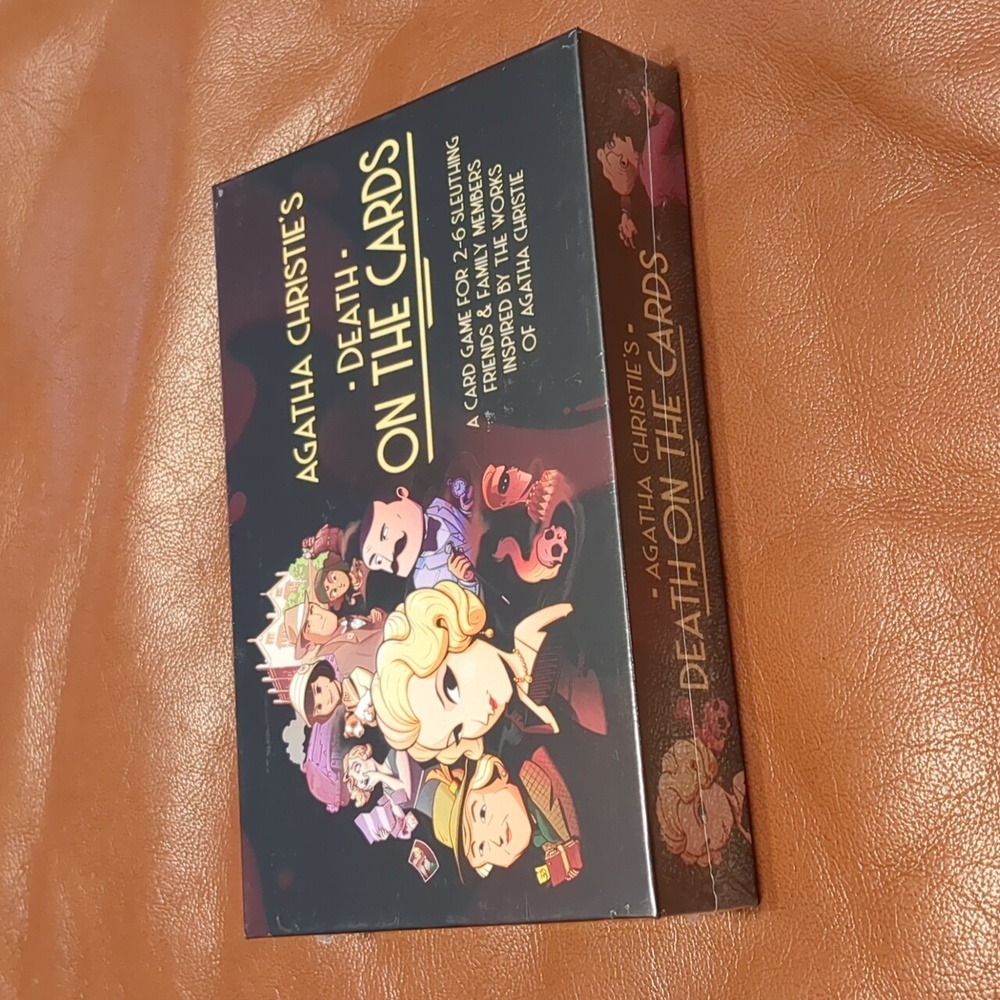 AGATHA CHRISTIE'S
· DEATH ·
ON THE CARDS
A CARD GAME FOR 2-6 SLEUTHING
FRIENDS & FAMILY MEMBERS
INSPIRED BY THE WORKS
OF AGATHA CHRISTIE
- AGATHA CHRISTIE'S -
DEATH ON THE CARDS